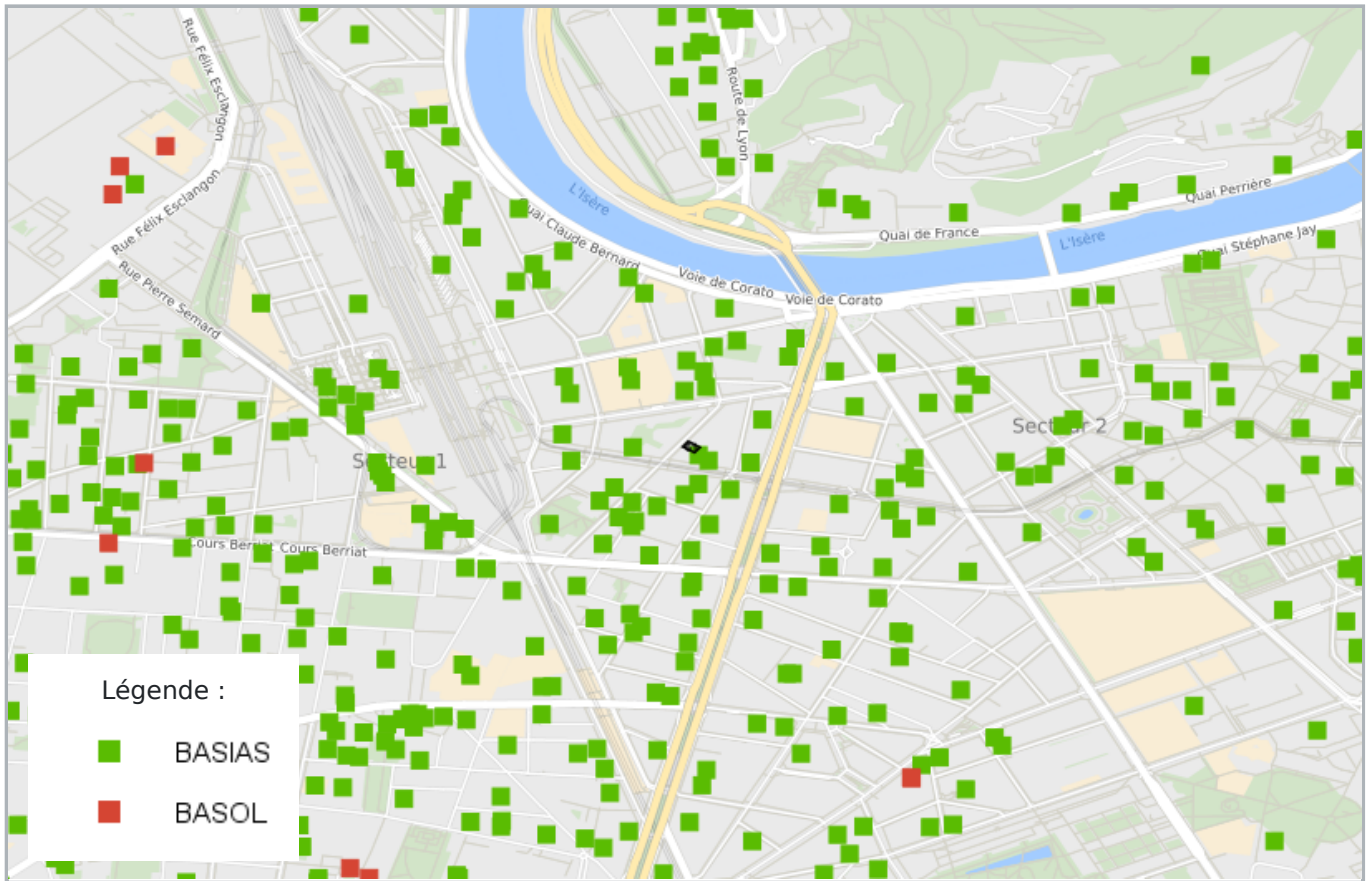 Rue Félix Esclangon
Route de Lyon
L'Isère
Quai Perrière
Rue Félix Esclangon
Quai Claude Bernard
Quai de France
L'Isère
Quai Stéphane Jay
Rue Pierre Semard
Voie de Corato
Voie de Corato
Secteur 2
Secteur 1
Cours Berriat Cours Berriat
Légende :
BASIAS
BASOL